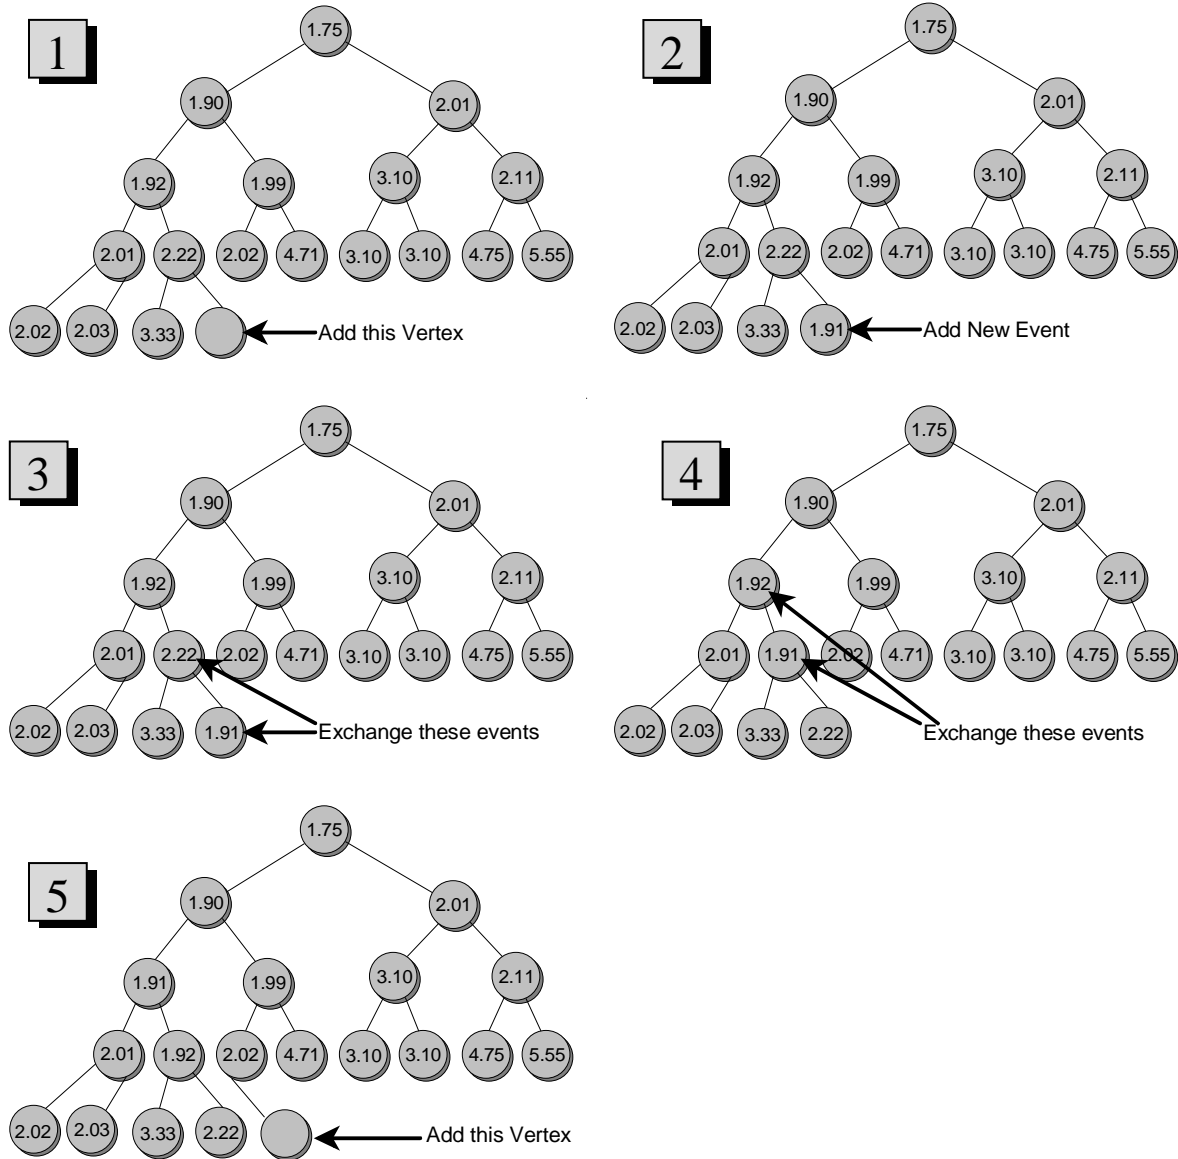 1
1.75
1.90 2.01
1.92 1.99 3.10 2.11
2.01 2.22 2.02 4.71 3.10 3.10 4.75 5.55
2.02 2.03 3.33
Add this Vertex
2
1.75
1.90 2.01
1.92 1.99 3.10 2.11
2.01 2.22 2.02 4.71 3.10 3.10 4.75 5.55
2.02 2.03 3.33 1.91
Add New Event
3
1.75
1.90 2.01
1.92 1.99 3.10 2.11
2.01 2.22 2.02 4.71 3.10 3.10 4.75 5.55
2.02 2.03 3.33 1.91
Exchange these events
4
1.75
1.90 2.01
1.92 1.99 3.10 2.11
2.01 1.91 2.02 4.71 3.10 3.10 4.75 5.55
2.02 2.03 3.33 2.22
Exchange these events
5
1.75
1.90 2.01
1.91 1.99 3.10 2.11
2.01 1.92 2.02 4.71 3.10 3.10 4.75 5.55
2.02 2.03 3.33 2.22
Add this Vertex